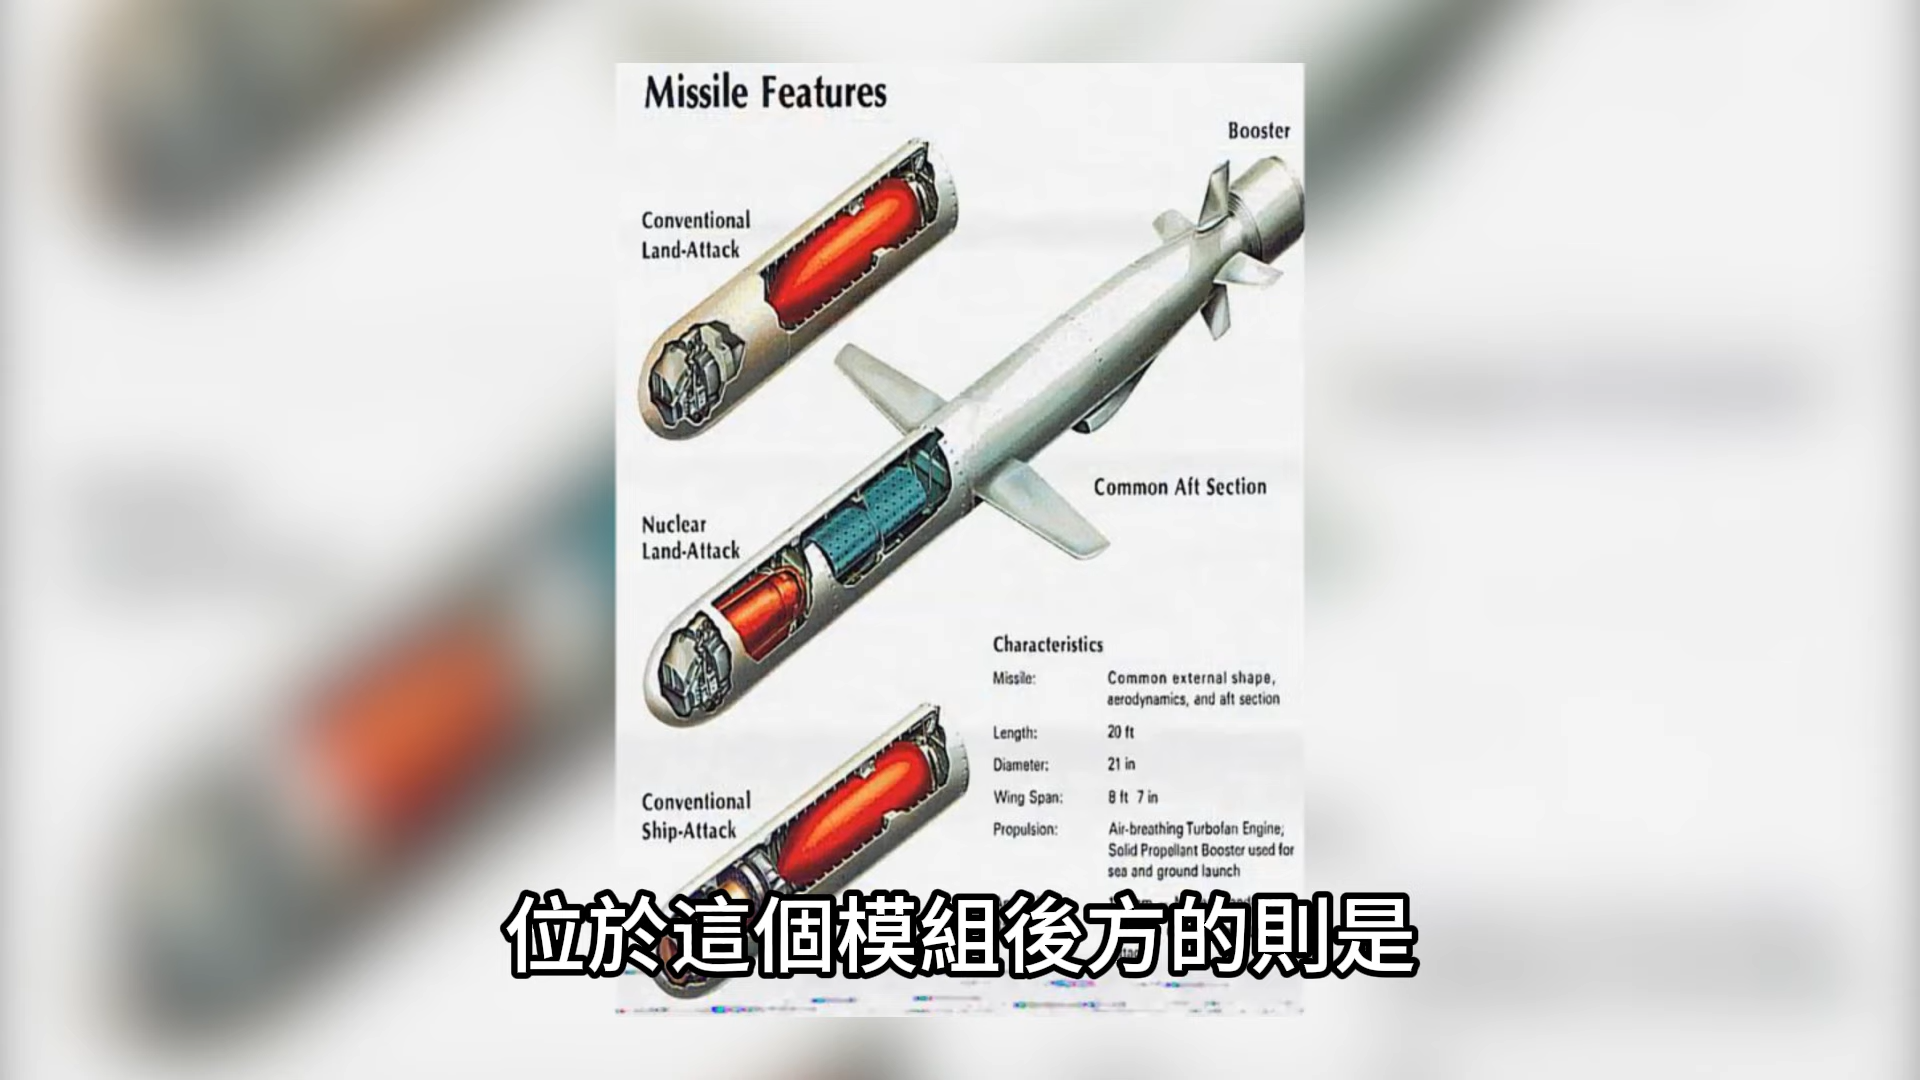 Missile Features
Booster
Conventional
Land-Attack
Common Aft Section
Nuclear
Land-Attack
Characteristics
Missile: Common external shape,
aerodynamics, and aft section
Length: 20 ft
Diameter: 21 in
Wing Span: 8 ft 7 in
Propulsion: Air-breathing Turbofan Engine;
Solid Propellant Booster used for
sea and ground launch
Conventional
Ship-Attack
位於這個模組後方的則是